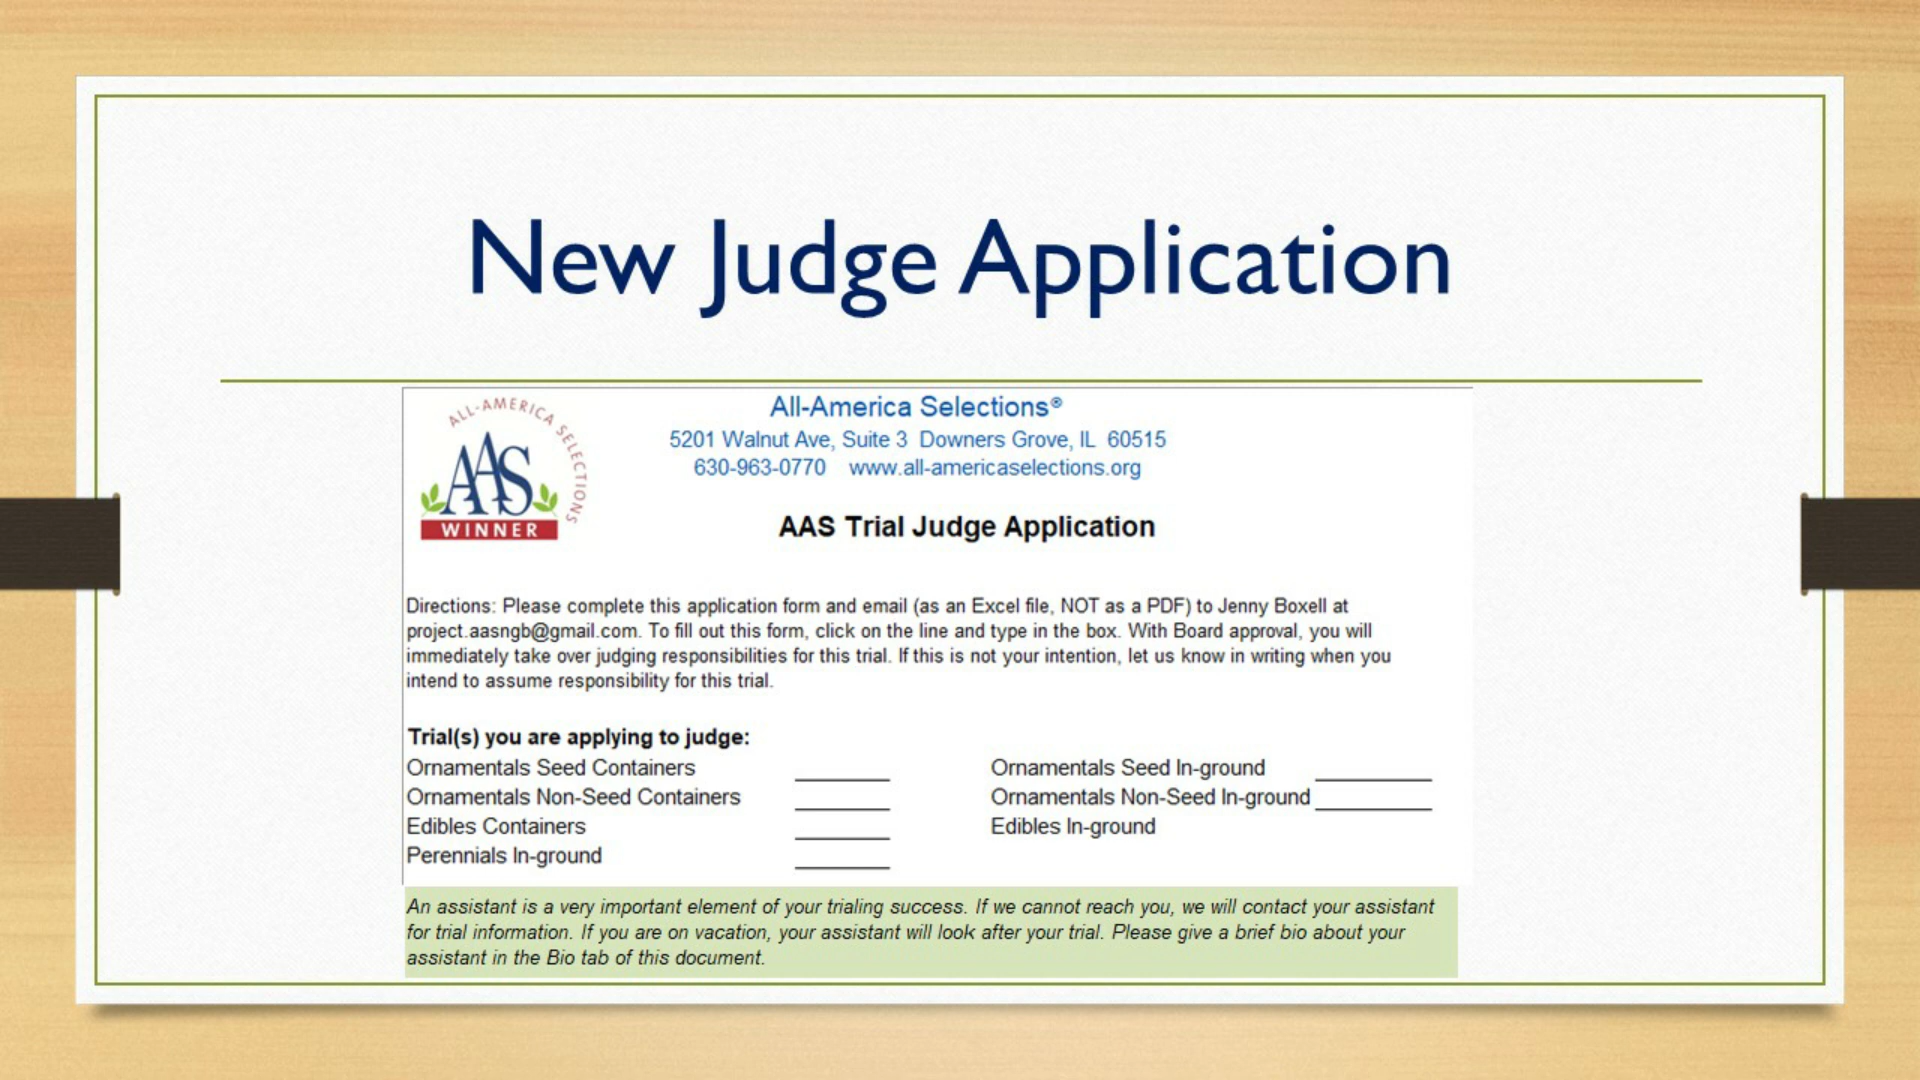 New Judge Application
ALL-AMERICA SELECTIONS
AAS
WINNER
All-America Selections®
5201 Walnut Ave, Suite 3 Downers Grove, IL 60515
630-963-0770 www.all-americaselections.org
AAS Trial Judge Application
Directions: Please complete this application form and email (as an Excel file, NOT as a PDF) to Jenny Boxell at
project.aasngb@gmail.com. To fill out this form, click on the line and type in the box. With Board approval, you will
immediately take over judging responsibilities for this trial. If this is not your intention, let us know in writing when you
intend to assume responsibility for this trial.
Trial(s) you are applying to judge:
Ornamentals Seed Containers ________ Ornamentals Seed In-ground ________
Ornamentals Non-Seed Containers ________ Ornamentals Non-Seed In-ground ________
Edibles Containers ________ Edibles In-ground
Perennials In-ground ________
An assistant is a very important element of your trialing success. If we cannot reach you, we will contact your assistant
for trial information. If you are on vacation, your assistant will look after your trial. Please give a brief bio about your
assistant in the Bio tab of this document.